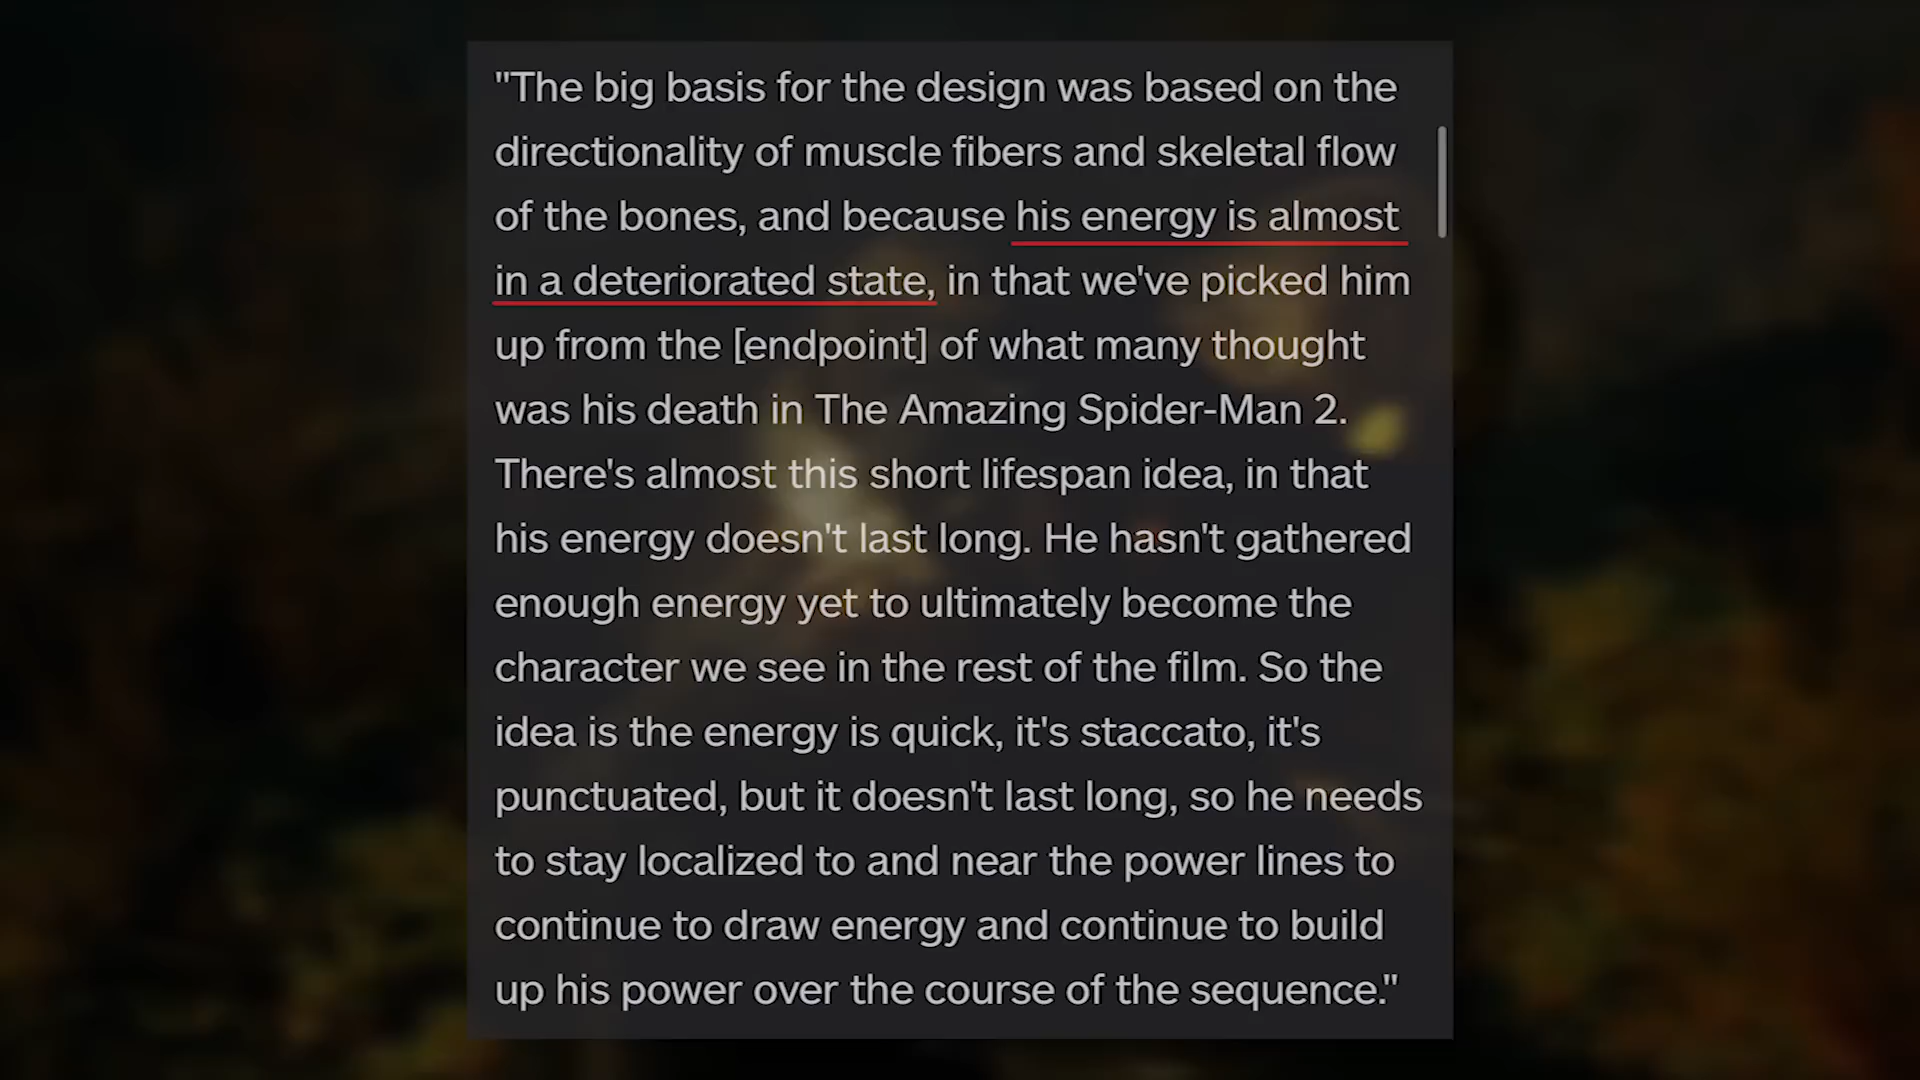 "The big basis for the design was based on the
directionality of muscle fibers and skeletal flow
of the bones, and because his energy is almost
in a deteriorated state, in that we've picked him
up from the [endpoint] of what many thought
was his death in The Amazing Spider-Man 2.
There's almost this short lifespan idea, in that
his energy doesn't last long. He hasn't gathered
enough energy yet to ultimately become the
character we see in the rest of the film. So the
idea is the energy is quick, it's staccato, it's
punctuated, but it doesn't last long, so he needs
to stay localized to and near the power lines to
continue to draw energy and continue to build
up his power over the course of the sequence."